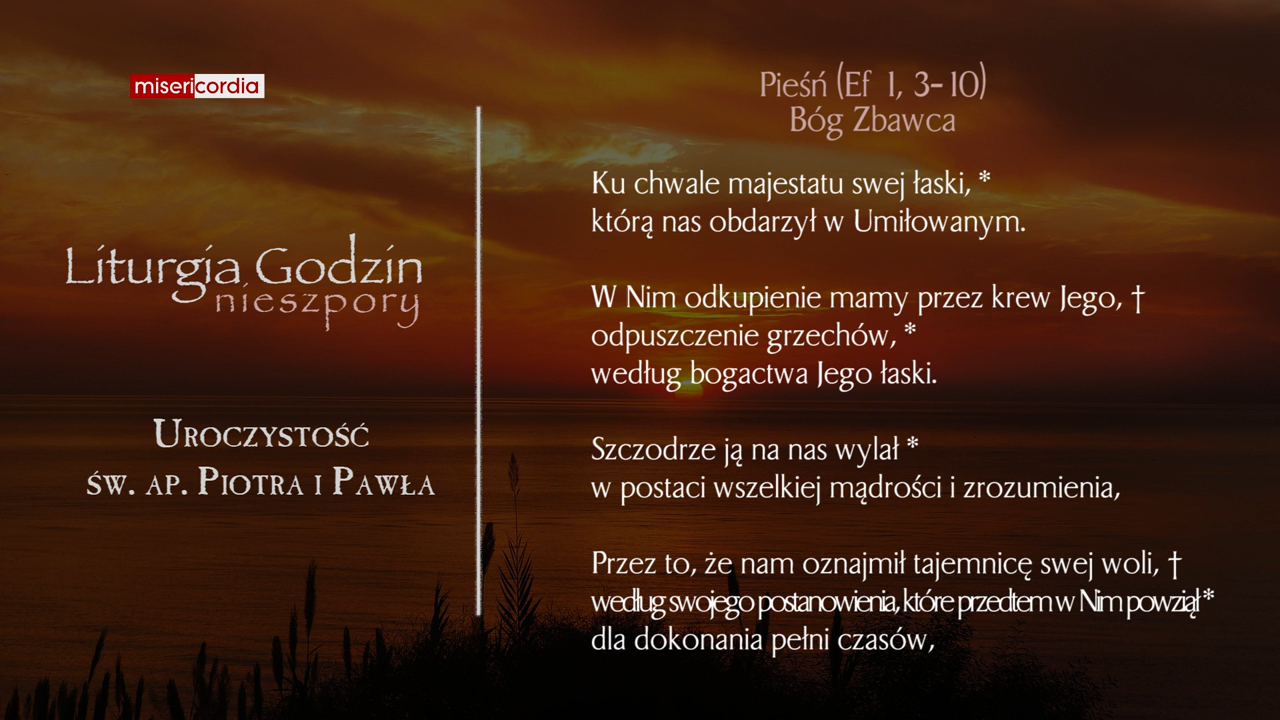 misericordia
Liturgia Godzin
nieszpory
Uroczystość
św. ap. Piotra i Pawła
Pieśń (Ef 1, 3-10)
Bóg Zbawca
Ku chwale majestatu swej łaski, *
którą nas obdarzył w Umiłowanym.
W Nim odkupienie mamy przez krew Jego, †
odpuszczenie grzechów, *
według bogactwa Jego łaski.
Szczodrze ją na nas wylał *
w postaci wszelkiej mądrości i zrozumienia,
Przez to, że nam oznajmił tajemnicę swej woli, †
według swojego postanowienia, które przedtem w Nim powziął *
dla dokonania pełni czasów,